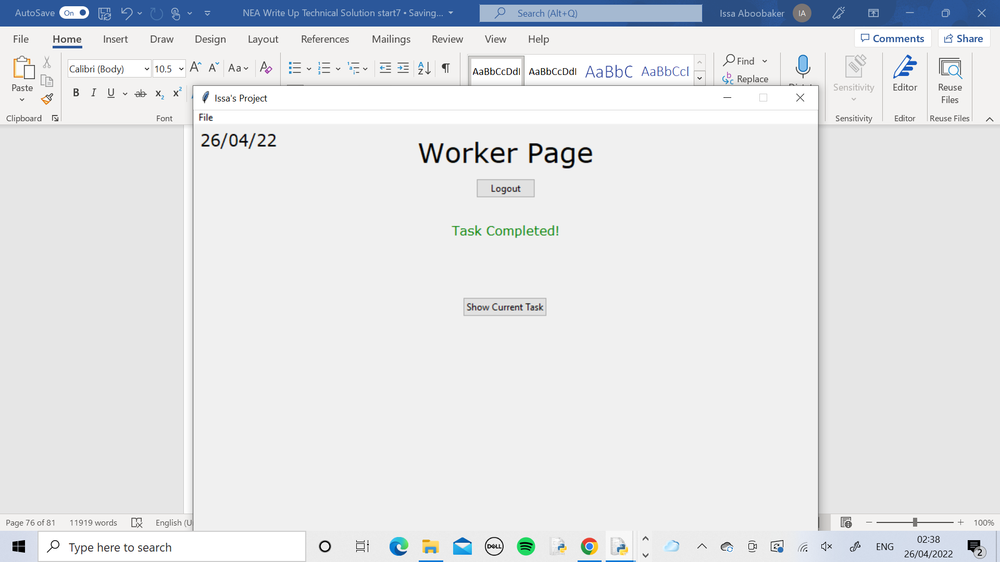 AutoSave On NEA Write Up Technical Solution start7 • Saving... Search (Alt+Q) Issa Aboobaker IA
File Home Insert Draw Design Layout References Mailings Review View Help Comments Share
Calibri (Body) 10.5 Aa AaBbCcDdI AaBbCcDdI AaBbC AaBbCcI Find
Paste Replace Sensitivity Editor Reuse Files
B I U ab x2 x2
Clipboard Font Sensitivity Editor Reuse Files
Issa's Project
File
26/04/22
Worker Page
Logout
Task Completed!
Show Current Task
Page 76 of 81 11919 words English (U 100%
Type here to search DELL ENG 02:38
26/04/2022 2